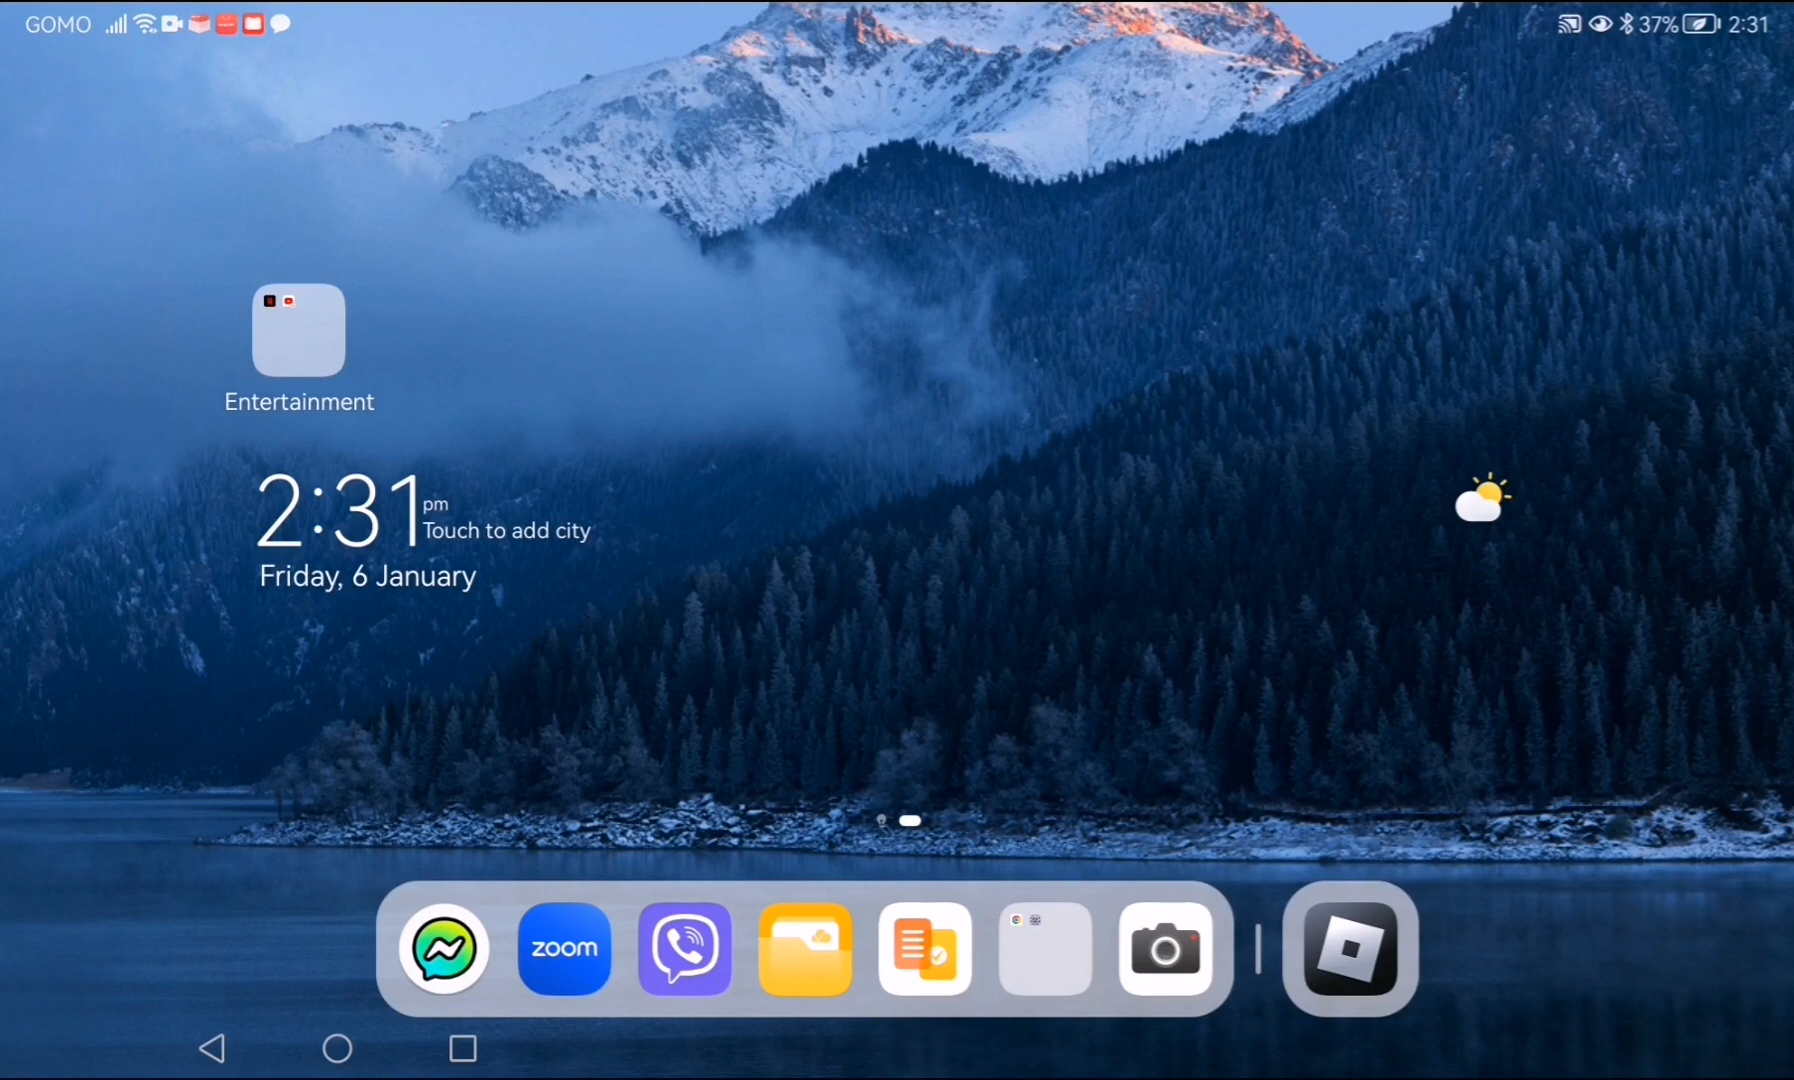 GOMO
37%
2:31
Entertainment
2:31 pm
Touch to add city
Friday, 6 January
zoom